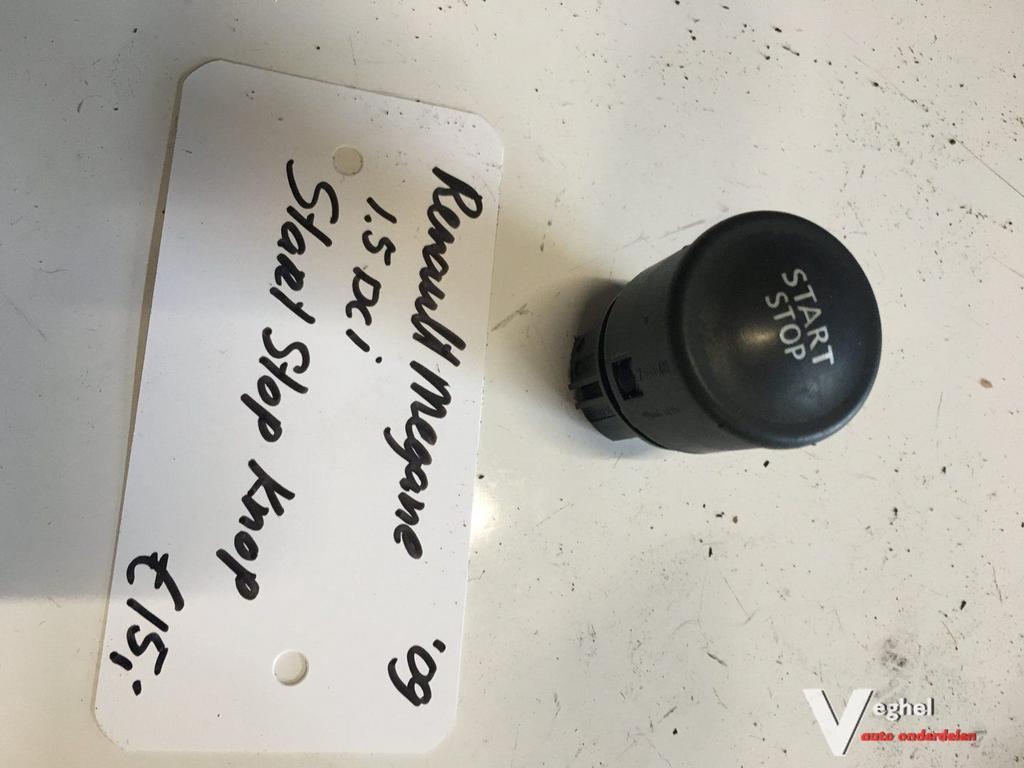 Renault Megane '09
1.5 DCi
Start Stop Knop
€15,-
START
STOP
Veghel
auto onderdelen